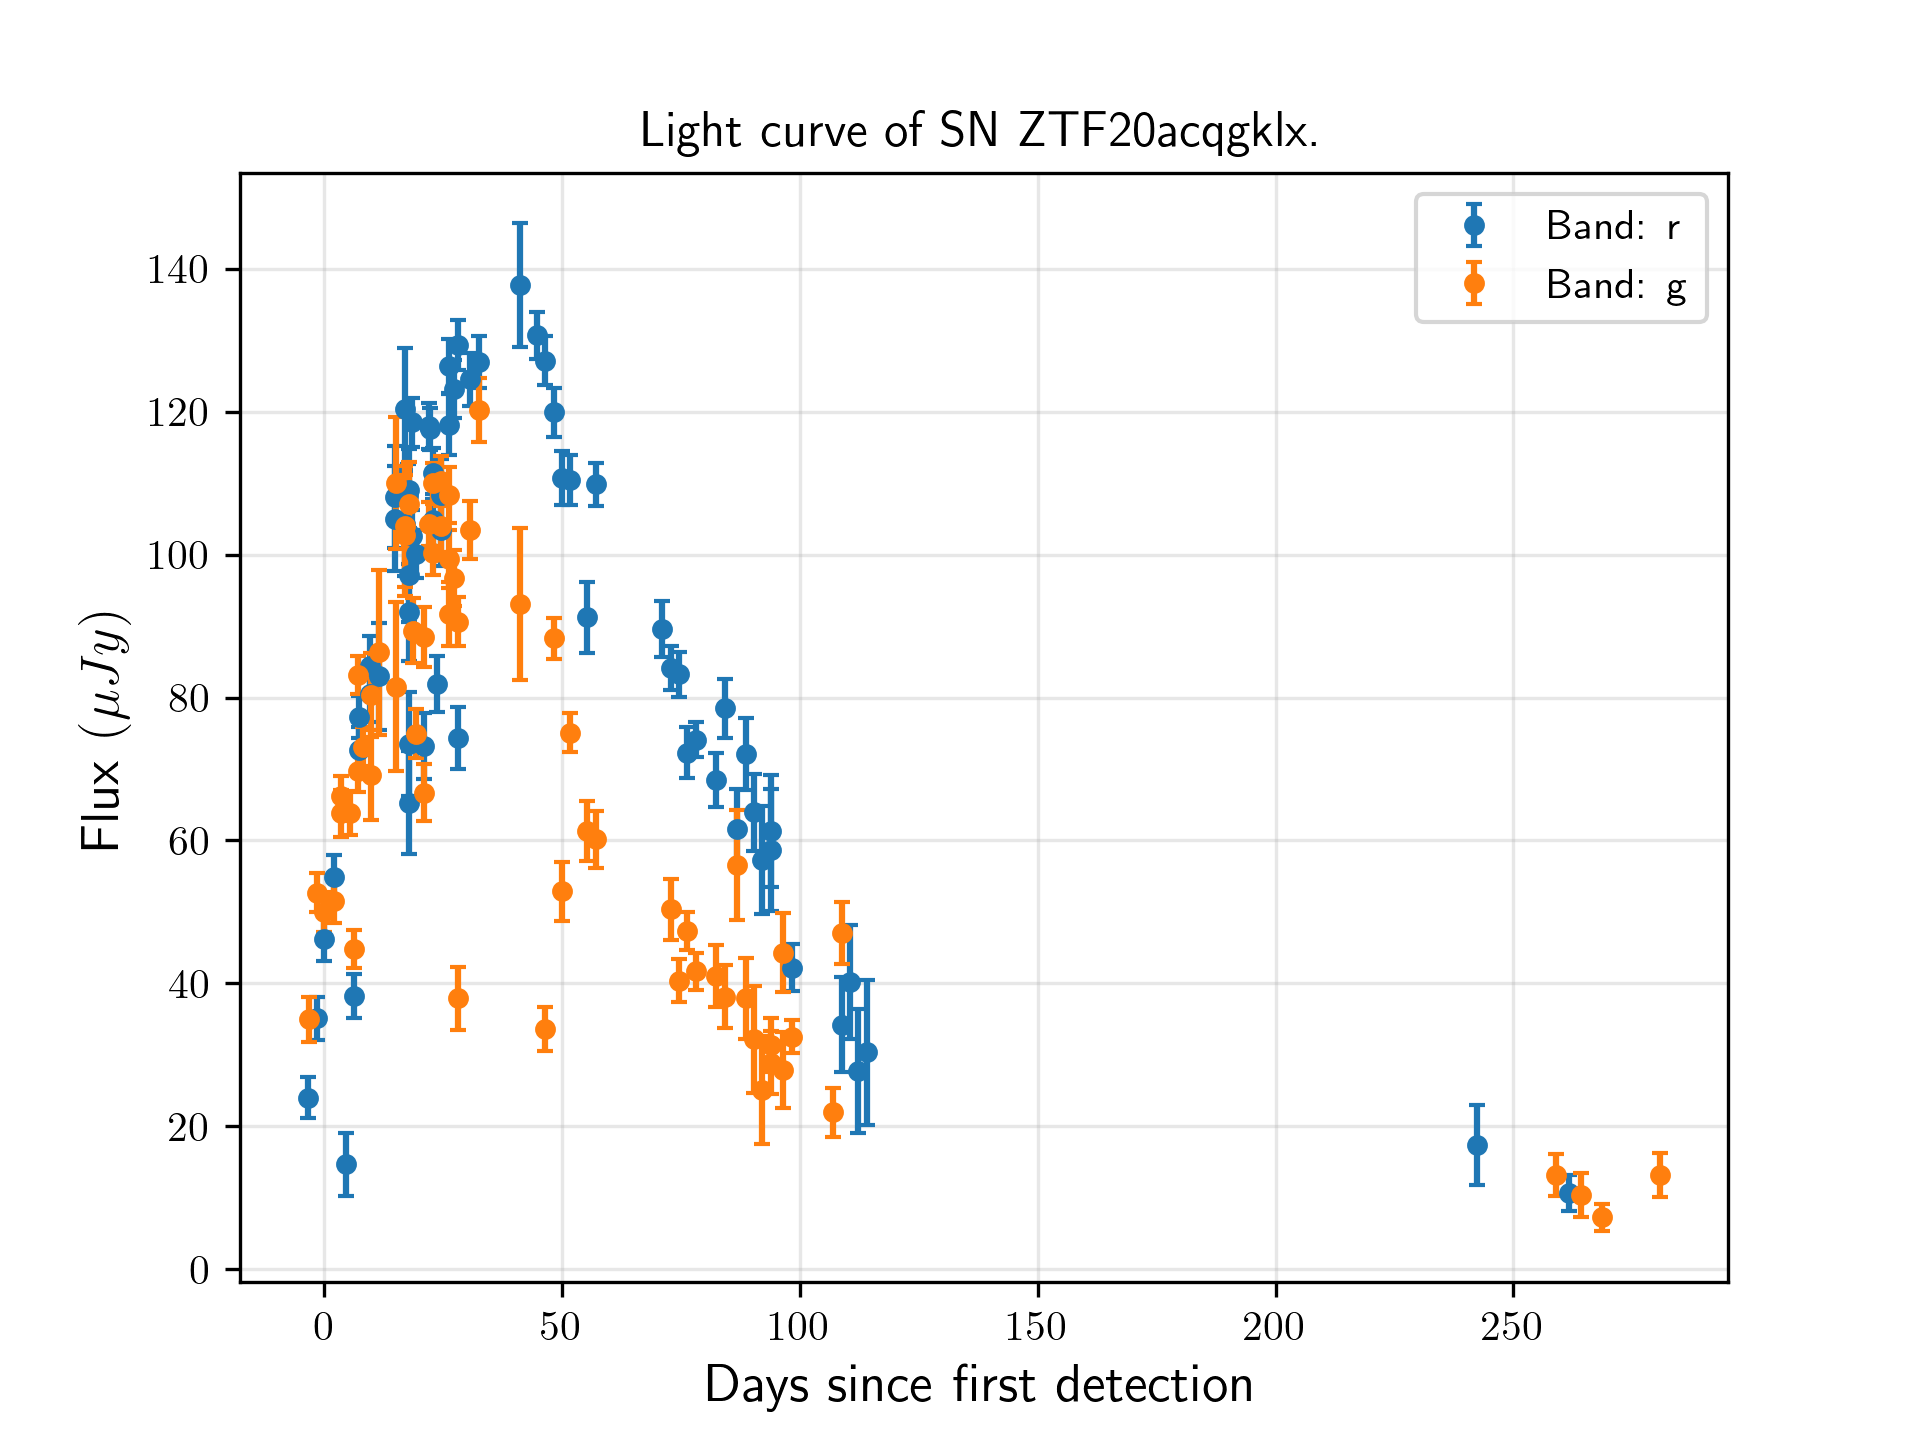 Light curve of SN ZTF20acqgklx.
Band: r
Band: g
140
120
100
80
60
40
20
0
Flux (μJy)
0 50 100 150 200 250
Days since first detection